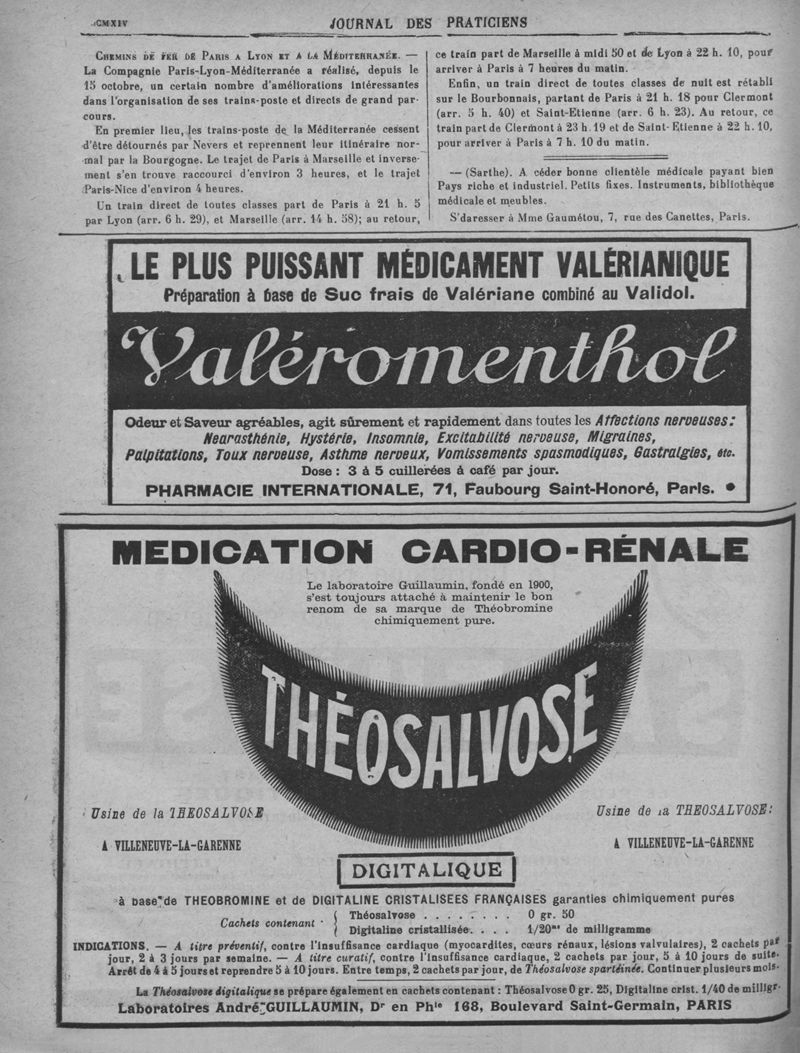 CMXIV
JOURNAL DES PRATICIENS
CHEMINS DE FER DE PARIS A LYON ET A LA MÉDITERRANÉE. —
La Compagnie Paris-Lyon-Méditerranée a réalisé, depuis le
15 octobre, un certain nombre d'améliorations intéressantes
dans l'organisation de ses trains-poste et directs de grand par-
cours.
En premier lieu, les trains-poste de la Méditerranée cessent
d'être détournés par Nevers et reprennent leur itinéraire nor-
mal par la Bourgogne. Le trajet de Paris à Marseille et inverse-
ment s'en trouve raccourci d'environ 3 heures, et le trajet
Paris-Nice d'environ 4 heures.
Un train direct de toutes classes part de Paris à 21 h. 5
par Lyon (arr. 6 h. 29), et Marseille (arr. 14 h. 58); au retour,
ce train part de Marseille à midi 50 et de Lyon à 22 h. 10, pour
arriver à Paris à 7 heures du matin.
Enfin, un train direct de toutes classes de nuit est rétabli
sur le Bourbonnais, partant de Paris à 21 h. 18 pour Clermont
(arr. 5 h. 40) et Saint-Etienne (arr. 6 h. 23). Au retour, ce
train part de Clermont à 23 h. 19 et de Saint-Etienne à 22 h. 10,
pour arriver à Paris à 7 h. 10 du matin.
— (Sarthe). A céder bonne clientèle médicale payant bien
Pays riche et industriel. Petits fixes. Instruments, bibliothèque
médicale et meubles.
S'daresser à Mme Gaumétou, 7, rue des Canettes, Paris.
LE PLUS PUISSANT MÉDICAMENT VALÉRIANIQUE
Préparation à base de Suc frais de Valériane combiné au Validol.
Valéromenthol
Odeur et Saveur agréables, agit sûrement et rapidement dans toutes les Affections nerveuses:
Nearasthénie, Hystérie, Insomnie, Excitabilité nerveuse, Migraines,
Palpitations, Toux nerveuse, Asthme nerveux, Vomissements spasmodiques, Gastralgies, etc.
Dose : 3 à 5 cuillerées à café par jour.
PHARMACIE INTERNATIONALE, 71, Faubourg Saint-Honoré, Paris.
MEDICATION CARDIO-RÉNALE
Le laboratoire Guillaumin, fondé en 1900,
s'est toujours attaché à maintenir le bon
renom de sa marque de Théobromine
chimiquement pure.
THÉOSALVOSE
Usine de la THEOSALVOSE
A VILLENEUVE-LA-GARENNE
Usine de la THEOSALVOSE:
A VILLENEUVE-LA-GARENNE
DIGITALIQUE
à base de THEOBROMINE et de DIGITALINE CRISTALISEES FRANÇAISES garanties chimiquement pures
Cachets contenant { Théosalvose . . . . . . . . 0 gr. 50
Digitaline cristallisée. . . . 1/20me de milligramme
INDICATIONS. — A titre préventif, contre l'Insuffisance cardiaque (myocardites, cœurs rénaux, lésions valvulaires), 2 cachets par
jour, 2 à 3 jours par semaine. — A titre curatif, contre l'Insuffisance cardiaque, 2 cachets par jour, 5 à 10 jours de suite.
Arrêt de 4 à 5 jours et reprendre 5 à 10 jours. Entre temps, 2 cachets par jour, de Théosalvose spartéinée. Continuer plusieurs mois.
La Théosalvose digitalique se prépare également en cachets contenant : Théosalvose 0 gr. 25, Digitaline crist. 1/40 de milligr.
Laboratoires André GUILLAUMIN, Dr en Phie 168, Boulevard Saint-Germain, PARIS